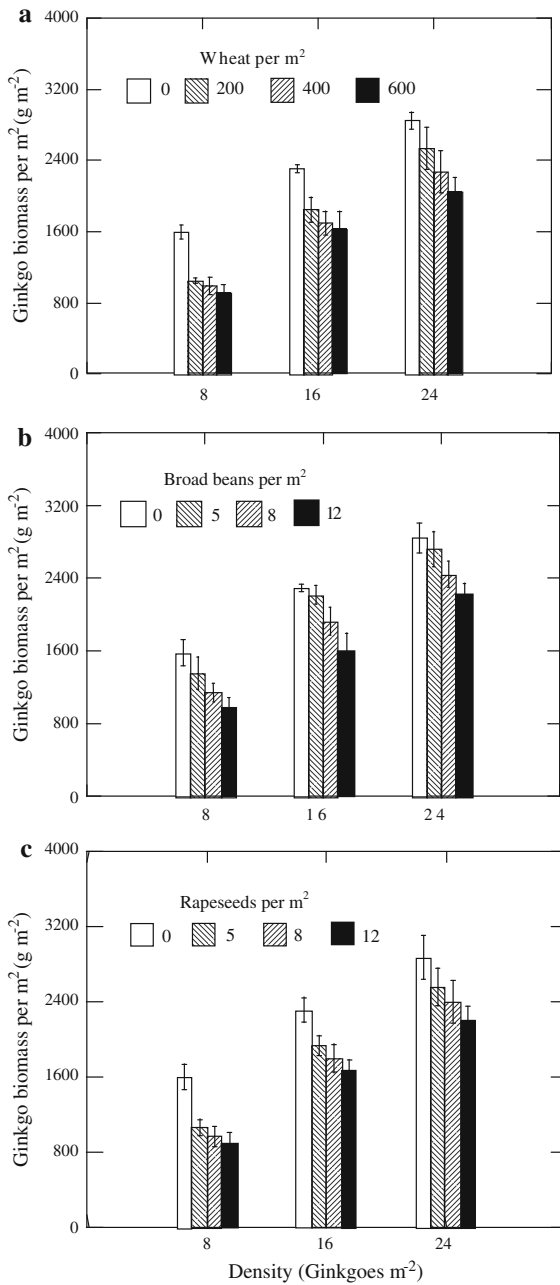 a
4000
3200
2400
1600
800
0
Ginkgo biomass per m² (g m⁻²)
Wheat per m²
0 200 400 600
8 16 24
b
4000
3200
2400
1600
800
0
Ginkgo biomass per m² (g m⁻²)
Broad beans per m²
0 5 8 12
8 16 24
c
4000
3200
2400
1600
800
0
Ginkgo biomass per m² (g m⁻²)
Rapeseeds per m²
0 5 8 12
8 16 24
Density (Ginkgoes m⁻²)